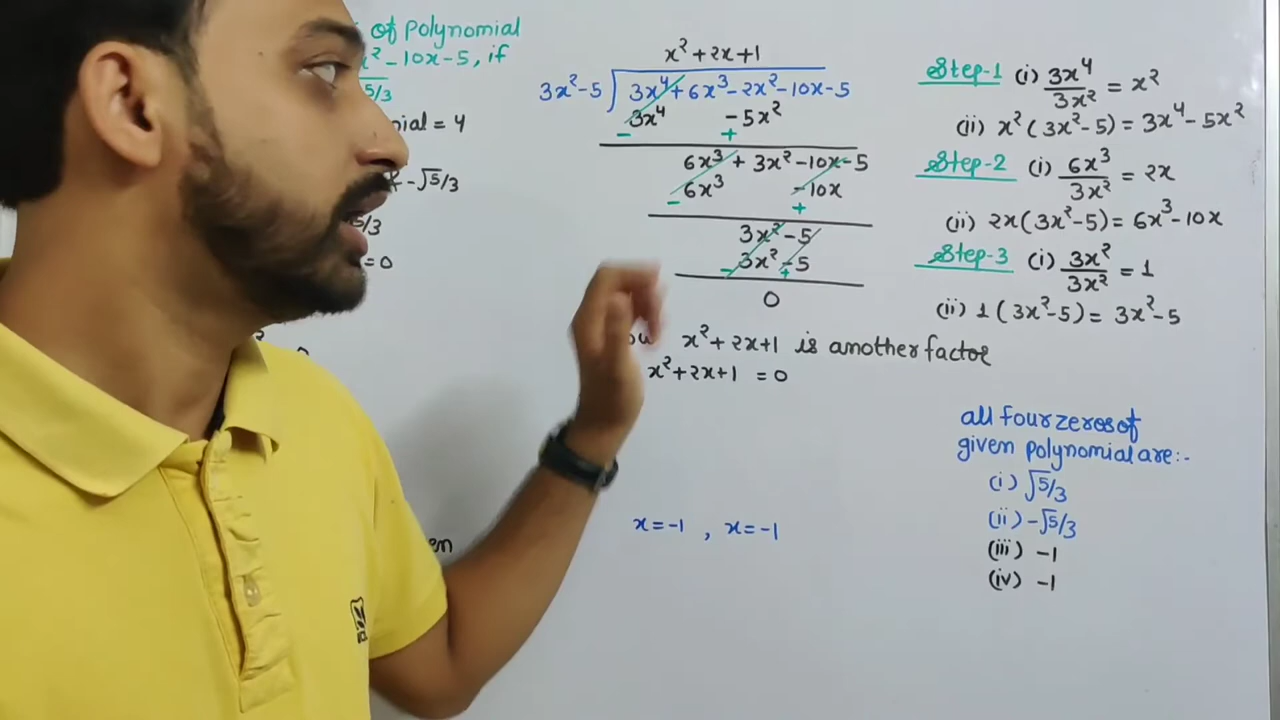 of Polynomial
x² -10x-5, if
√5/3
ial = 4
- √5/3
√5/3
= 0
x² + 2x + 1
3x²-5 ) 3x⁴ + 6x³ - 2x² - 10x - 5
3x⁴ - 5x²
- +
6x³ + 3x² - 10x - 5
6x³ - 10x
- +
3x² - 5
3x² - 5
- +
0
x² + 2x + 1 is another factor
x² + 2x + 1 = 0
x = -1 , x = -1
Step-1 (i) 3x⁴/3x² = x²
(ii) x² (3x²-5) = 3x⁴ - 5x²
Step-2 (i) 6x³/3x² = 2x
(ii) 2x(3x²-5) = 6x³-10x
Step-3 (i) 3x²/3x² = 1
(ii) 1(3x²-5) = 3x²-5
all four zeros of
given polynomial are:-
(i) √5/3
(ii) -√5/3
(iii) -1
(iv) -1